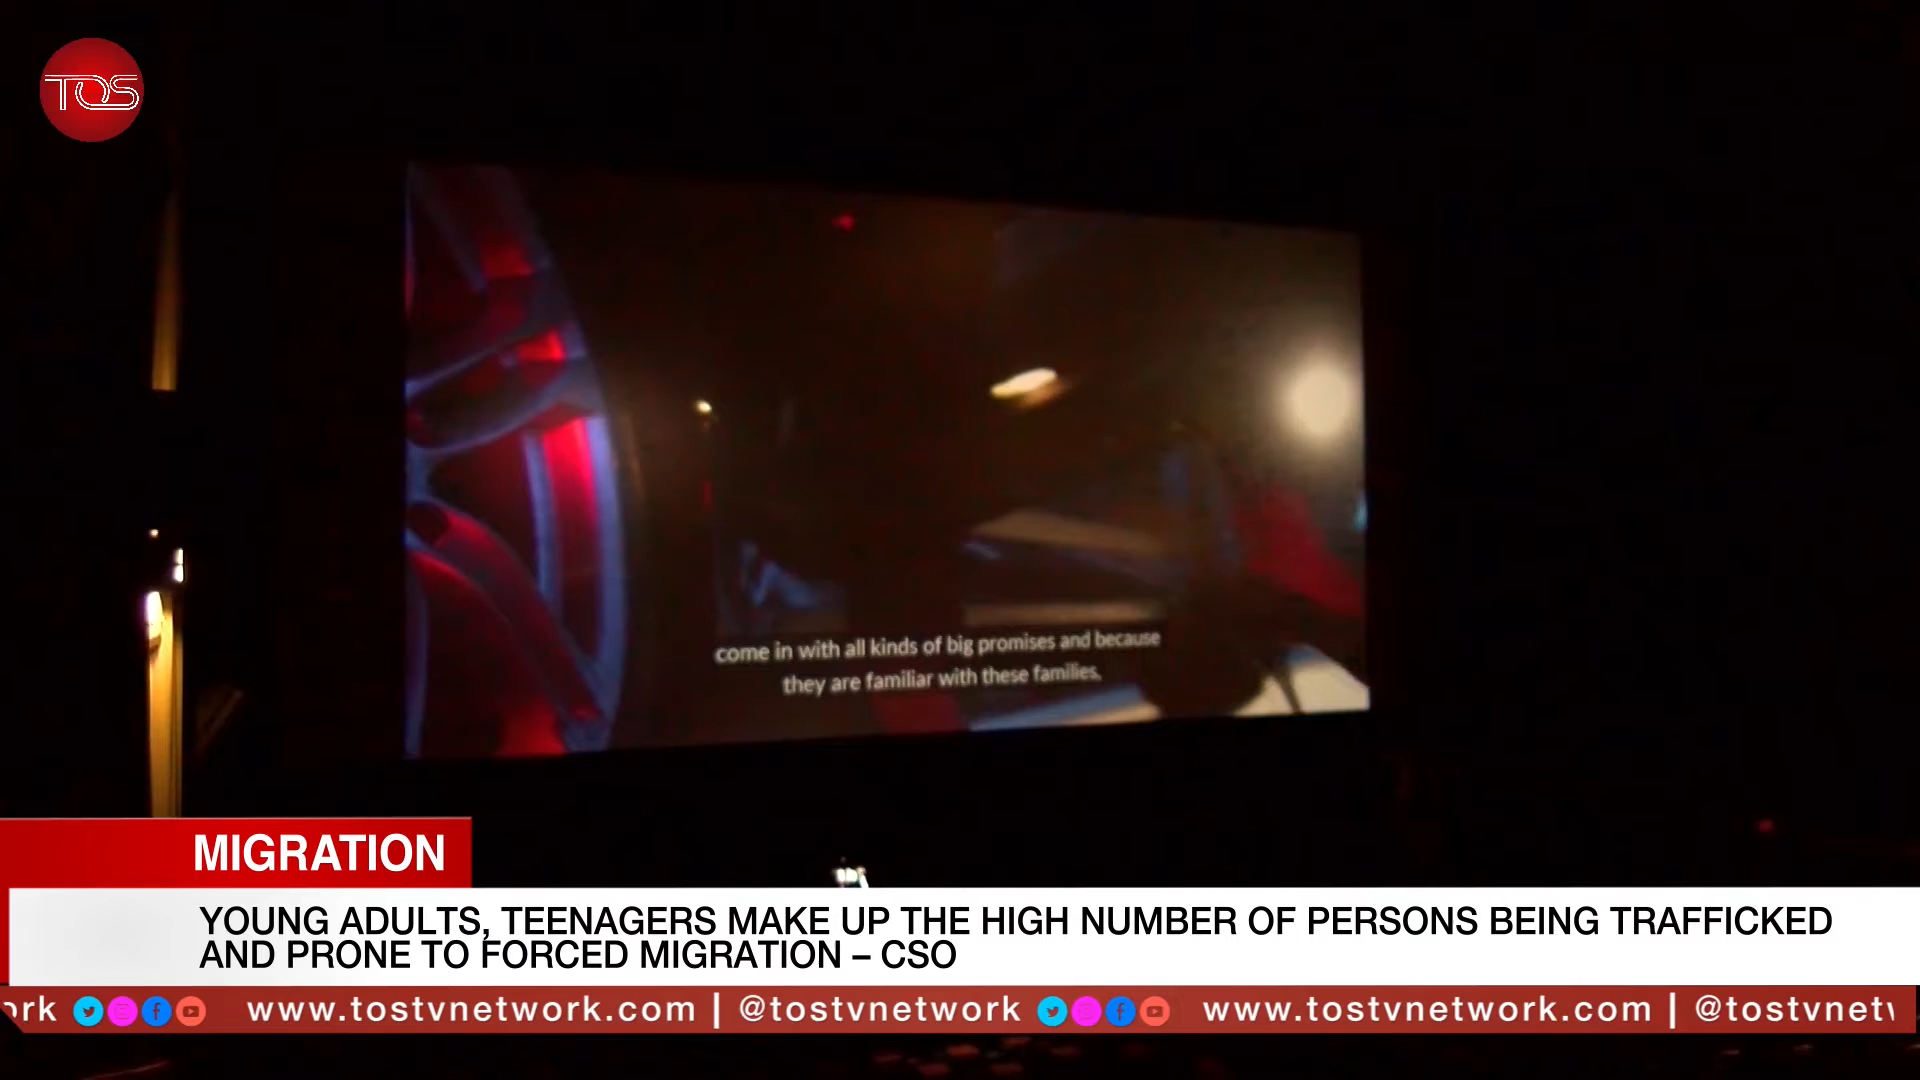 TOS
come in with all kinds of big promises and because
they are familiar with these families,
MIGRATION
YOUNG ADULTS, TEENAGERS MAKE UP THE HIGH NUMBER OF PERSONS BEING TRAFFICKED
AND PRONE TO FORCED MIGRATION – CSO
ork www.tostvnetwork.com | @tostvnetwork www.tostvnetwork.com | @tostvnet